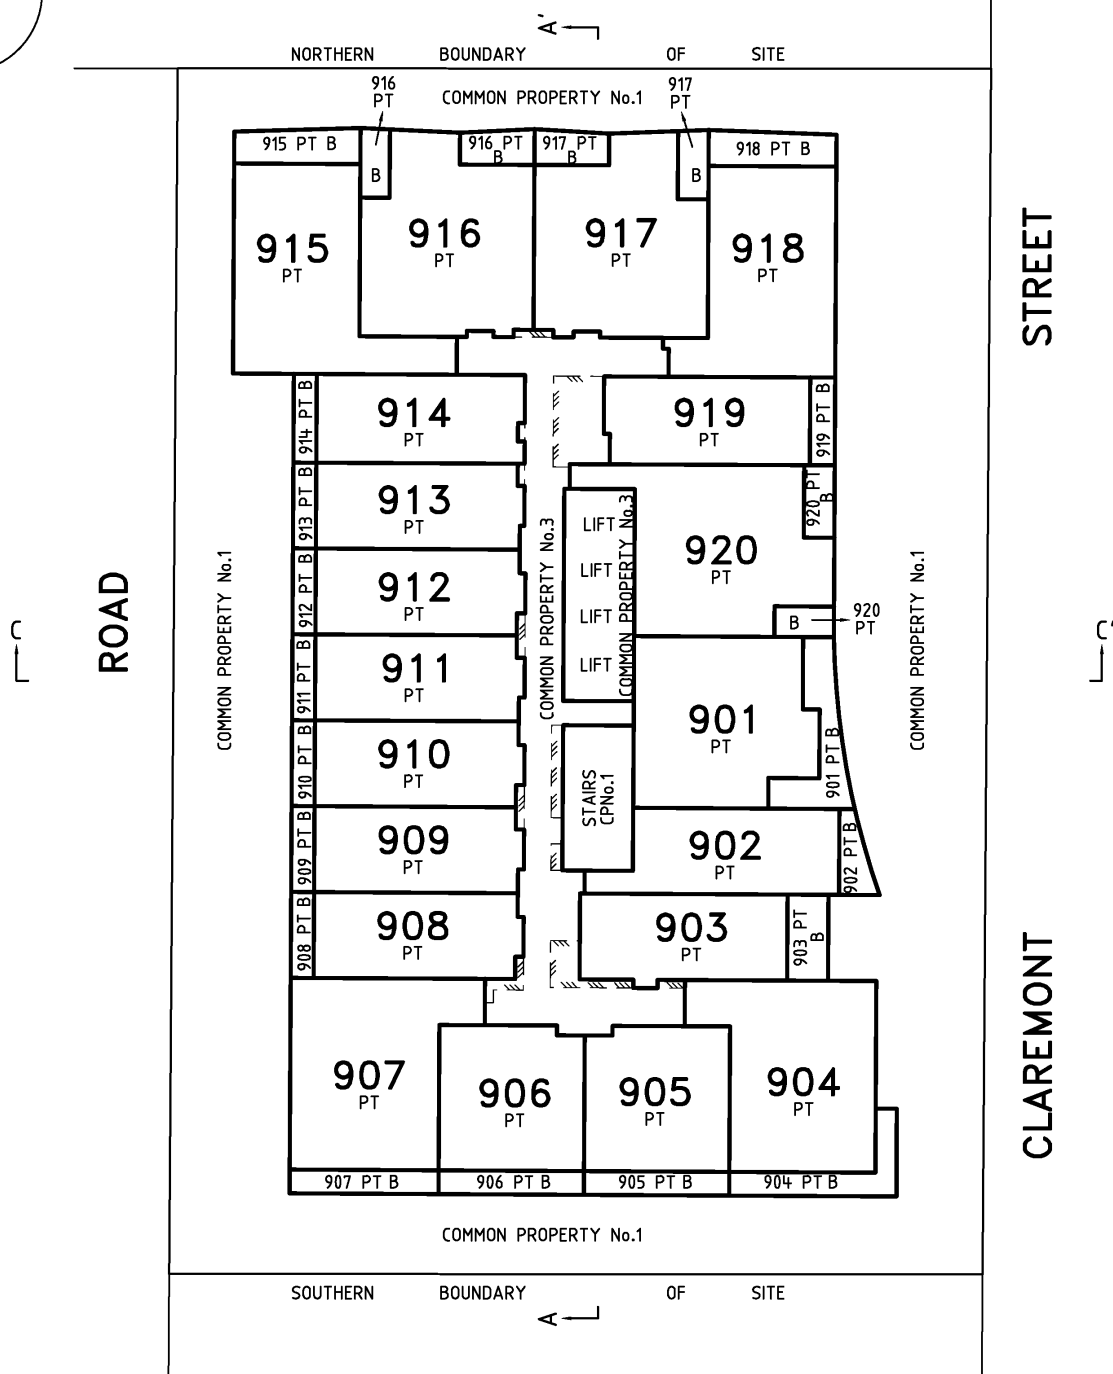 A'
NORTHERN BOUNDARY OF SITE
916
PT
COMMON PROPERTY No.1
917
PT
915 PT B
B
916 PT
B
917 PT
B
B
918 PT B
915
PT
916
PT
917
PT
918
PT
STREET
914 PT B
914
PT
919
PT
919 PT B
913 PT B
913
PT
920 PT
B
LIFT
LIFT
LIFT
LIFT
COMMON PROPERTY No.3
COMMON PROPERTY No.3
920
PT
912 PT B
912
PT
B
920
PT
ROAD
COMMON PROPERTY No.1
COMMON PROPERTY No.1
C
C'
911 PT B
911
PT
901
PT
901 PT B
910 PT B
910
PT
STAIRS
CPNo.1
909 PT B
909
PT
902
PT
902 PT B
908 PT B
908
PT
903
PT
903 PT
B
CLAREMONT
907
PT
906
PT
905
PT
904
PT
907 PT B
906 PT B
905 PT B
904 PT B
COMMON PROPERTY No.1
SOUTHERN BOUNDARY OF SITE
A